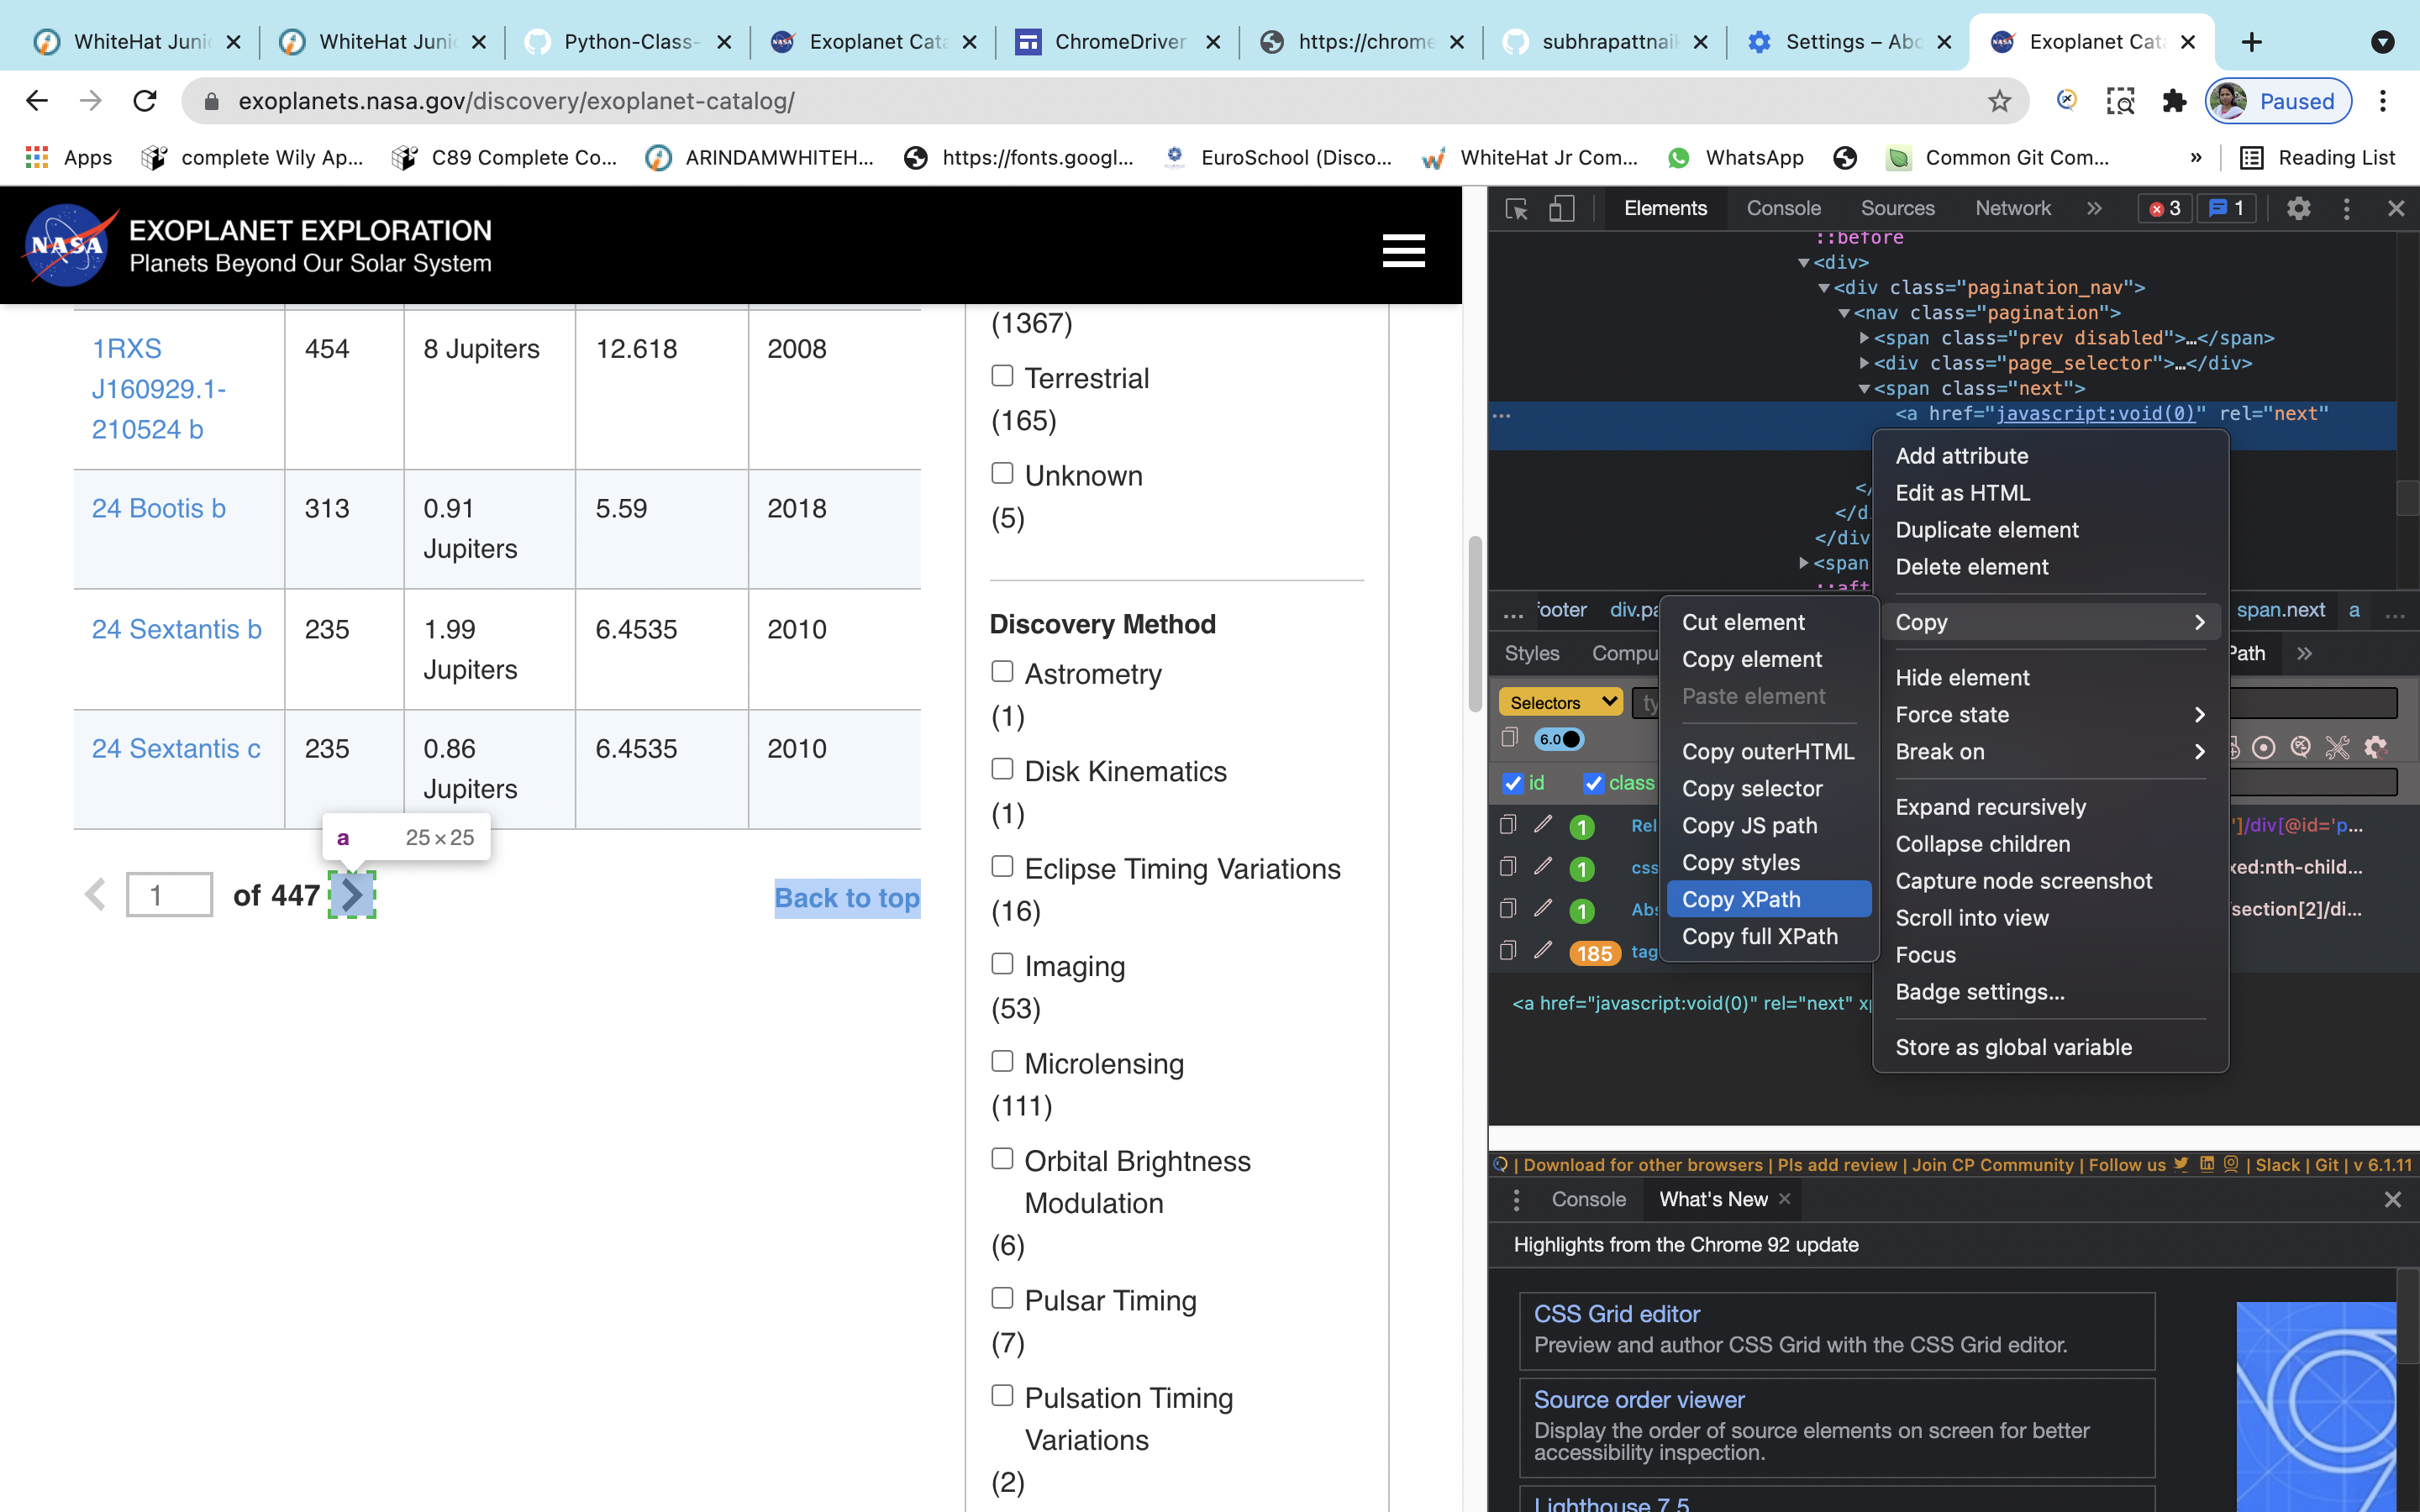 WhiteHat Juni
WhiteHat Juni
Python-Class-
Exoplanet Cata
ChromeDriver
https://chrome
subhrapattnaik
Settings – Abo
Exoplanet Cat
exoplanets.nasa.gov/discovery/exoplanet-catalog/
Paused
Apps
complete Wily Ap...
C89 Complete Co...
ARINDAMWHITEH...
https://fonts.googl...
EuroSchool (Disco...
WhiteHat Jr Com...
WhatsApp
Common Git Com...
»
Reading List
NASA
EXOPLANET EXPLORATION
Planets Beyond Our Solar System
1RXS J160929.1-210524 b 454 8 Jupiters 12.618 2008
24 Bootis b 313 0.91 Jupiters 5.59 2018
24 Sextantis b 235 1.99 Jupiters 6.4535 2010
24 Sextantis c 235 0.86 Jupiters 6.4535 2010
a 25×25
1 of 447
Back to top
(1367)
Terrestrial
(165)
Unknown
(5)
Discovery Method
Astrometry
(1)
Disk Kinematics
(1)
Eclipse Timing Variations
(16)
Imaging
(53)
Microlensing
(111)
Orbital Brightness
Modulation
(6)
Pulsar Timing
(7)
Pulsation Timing
Variations
(2)
Elements Console Sources Network » 3 1
::before
<div>
<div class="pagination_nav">
<nav class="pagination">
<span class="prev disabled">…</span>
<div class="page_selector">…</div>
<span class="next">
<a href="javascript:void(0)" rel="next"
</
</d
</div
<span
::aft
... footer div.pa span.next a ...
Styles Compu Path »
Selectors ty
6.0
id class
1 Rel ']/div[@id='p...
1 css xed:nth-child...
1 Abs section[2]/di...
185 tag
<a href="javascript:void(0)" rel="next" xp
Add attribute
Edit as HTML
Duplicate element
Delete element
Copy
Hide element
Force state
Break on
Expand recursively
Collapse children
Capture node screenshot
Scroll into view
Focus
Badge settings...
Store as global variable
Cut element
Copy element
Paste element
Copy outerHTML
Copy selector
Copy JS path
Copy styles
Copy XPath
Copy full XPath
| Download for other browsers | Pls add review | Join CP Community | Follow us | Slack | Git | v 6.1.11
Console What's New
Highlights from the Chrome 92 update
CSS Grid editor
Preview and author CSS Grid with the CSS Grid editor.
Source order viewer
Display the order of source elements on screen for better
accessibility inspection.
Lighthouse 7.5